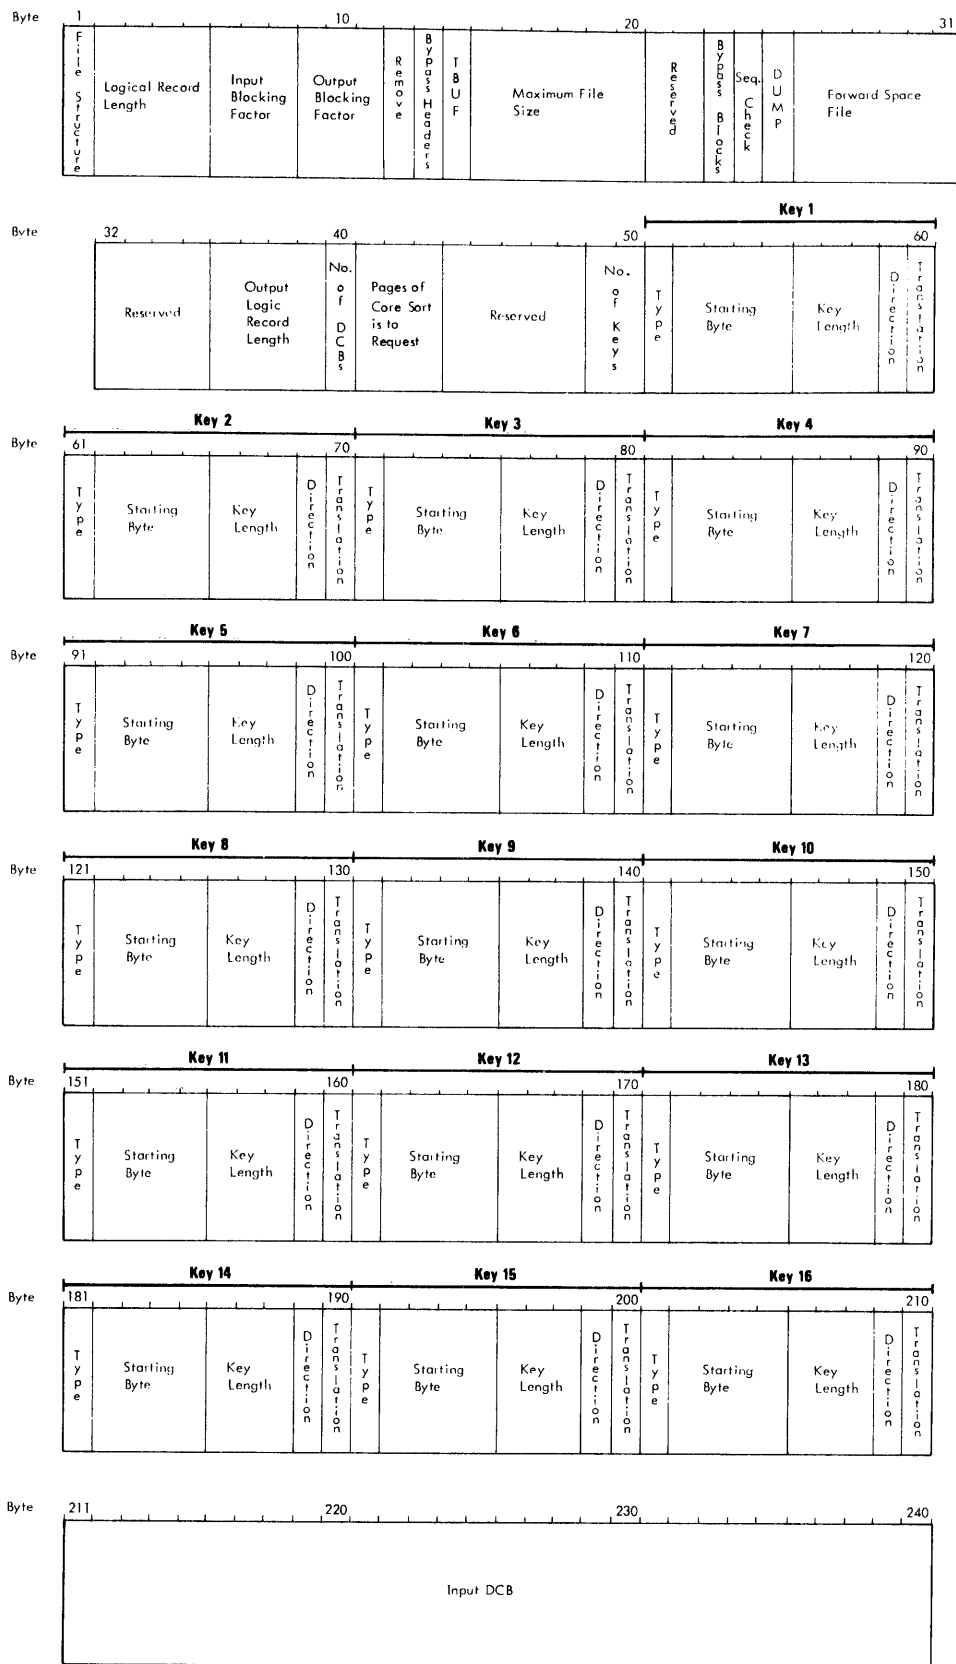 Byte 1 10 20 31
File Structure
Logical Record Length
Input Blocking Factor
Output Blocking Factor
Remove
Bypass Headers
TBUF
Maximum File Size
Reserved
Bypass Blocks
Seq. Check
DUMP
Forward Space File
Key 1
Byte 32 40 50 60
Reserved
Output Logic Record Length
No. of DCBs
Pages of Core Sort is to Request
Reserved
No. of Keys
Type
Starting Byte
Key Length
Direction
Translation
Key 2 Key 3 Key 4
Byte 61 70 80 90
Type
Starting Byte
Key Length
Direction
Translation
Type
Starting Byte
Key Length
Direction
Translation
Type
Starting Byte
Key Length
Direction
Translation
Key 5 Key 6 Key 7
Byte 91 100 110 120
Type
Starting Byte
Key Length
Direction
Translation
Type
Starting Byte
Key Length
Direction
Translation
Type
Starting Byte
Key Length
Direction
Translation
Key 8 Key 9 Key 10
Byte 121 130 140 150
Type
Starting Byte
Key Length
Direction
Translation
Type
Starting Byte
Key Length
Direction
Translation
Type
Starting Byte
Key Length
Direction
Translation
Key 11 Key 12 Key 13
Byte 151 160 170 180
Type
Starting Byte
Key Length
Direction
Translation
Type
Starting Byte
Key Length
Direction
Translation
Type
Starting Byte
Key Length
Direction
Translation
Key 14 Key 15 Key 16
Byte 181 190 200 210
Type
Starting Byte
Key Length
Direction
Translation
Type
Starting Byte
Key Length
Direction
Translation
Type
Starting Byte
Key Length
Direction
Translation
Byte 211 220 230 240
Input DCB